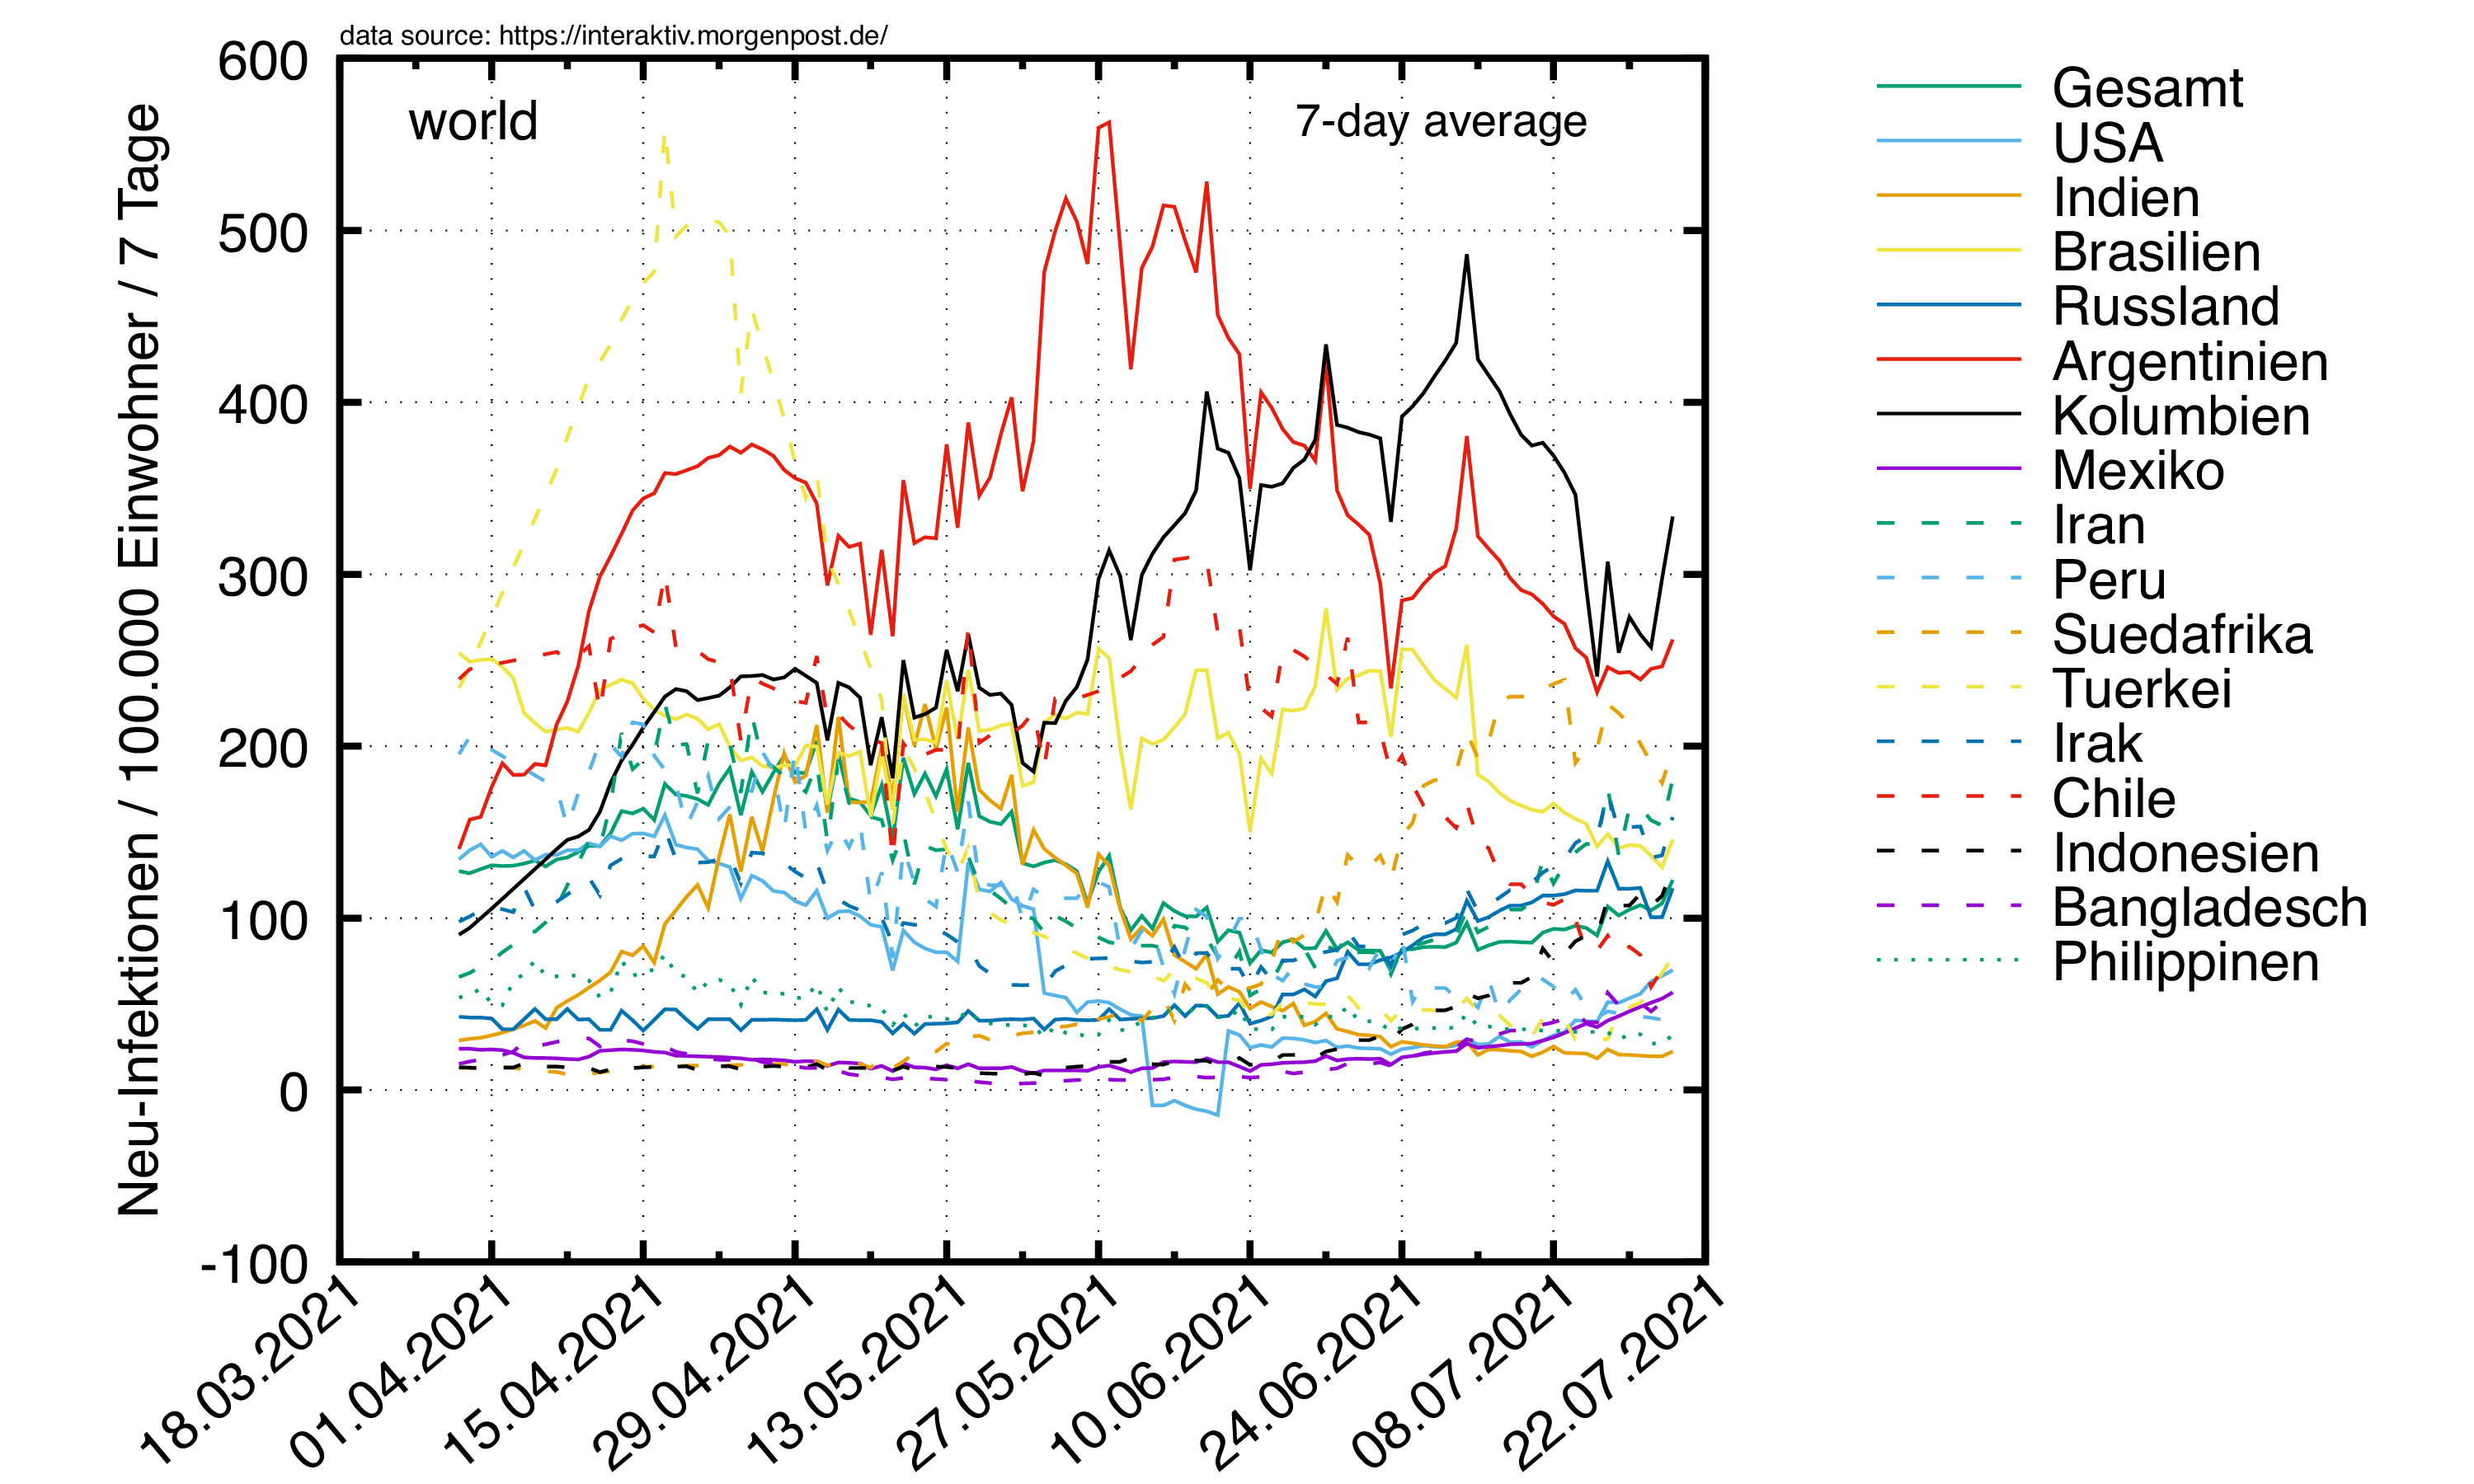 data source: https://interaktiv.morgenpost.de/
world
7-day average
Neu-Infektionen / 100.000 Einwohner / 7 Tage
600
500
400
300
200
100
0
-100
18.03.2021
01.04.2021
15.04.2021
29.04.2021
13.05.2021
27.05.2021
10.06.2021
24.06.2021
08.07.2021
22.07.2021
Gesamt
USA
Indien
Brasilien
Russland
Argentinien
Kolumbien
Mexiko
Iran
Peru
Suedafrika
Tuerkei
Irak
Chile
Indonesien
Bangladesch
Philippinen